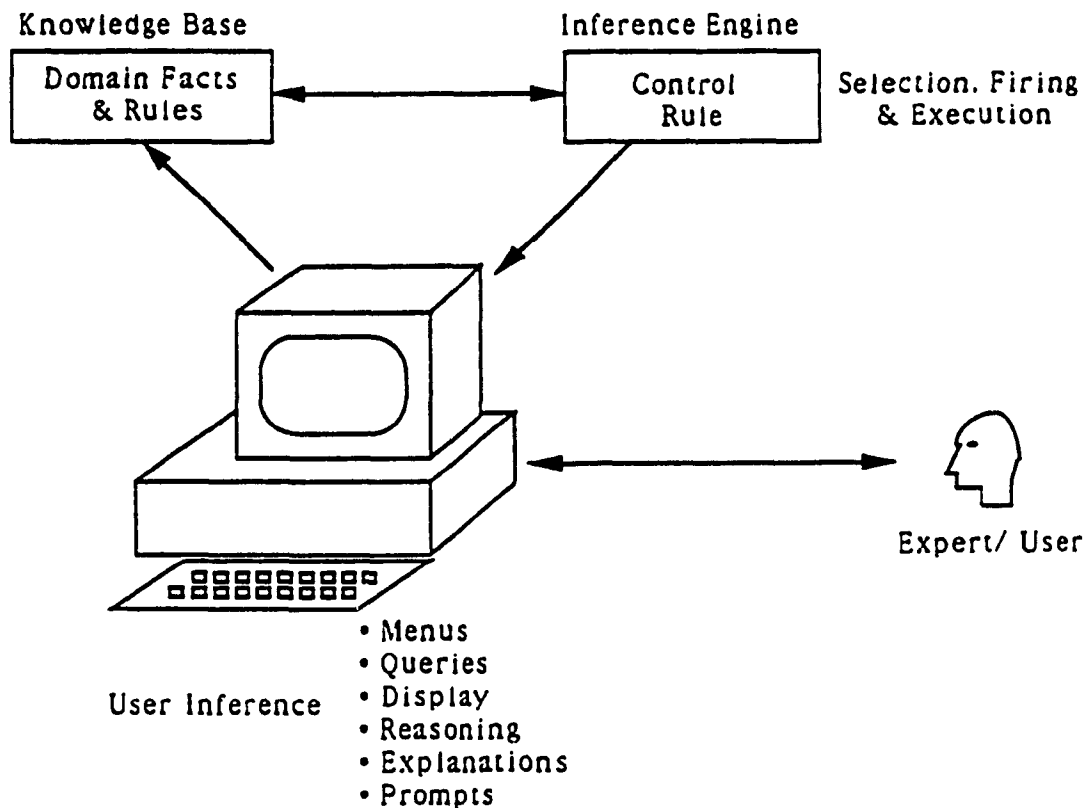 Knowledge Base
Domain Facts
& Rules
Inference Engine
Control
Rule
Selection, Firing
& Execution
Expert/ User
User Inference
• Menus
• Queries
• Display
• Reasoning
• Explanations
• Prompts